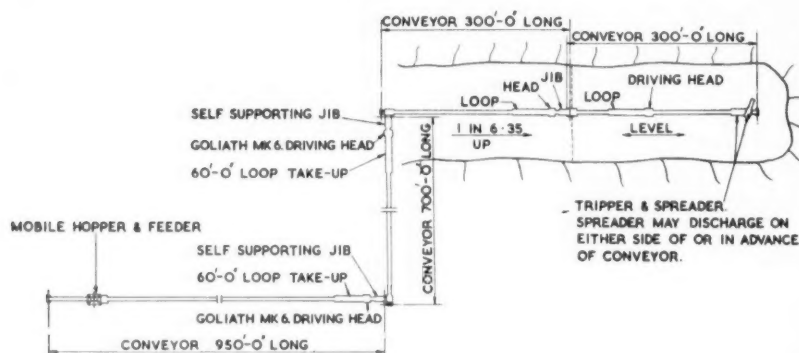 CONVEYOR 300'-0" LONG
CONVEYOR 300'-0" LONG
JIB
HEAD
DRIVING HEAD
LOOP
LOOP
SELF SUPPORTING JIB
GOLIATH MK 6. DRIVING HEAD
60'-0" LOOP TAKE-UP
1 IN 6·35
UP
LEVEL
CONVEYOR 700'-0" LONG
TRIPPER & SPREADER.
SPREADER MAY DISCHARGE ON
EITHER SIDE OF OR IN ADVANCE
OF CONVEYOR.
MOBILE HOPPER & FEEDER
SELF SUPPORTING JIB
60'-0" LOOP TAKE-UP
GOLIATH MK 6. DRIVING HEAD
CONVEYOR 950'-0" LONG